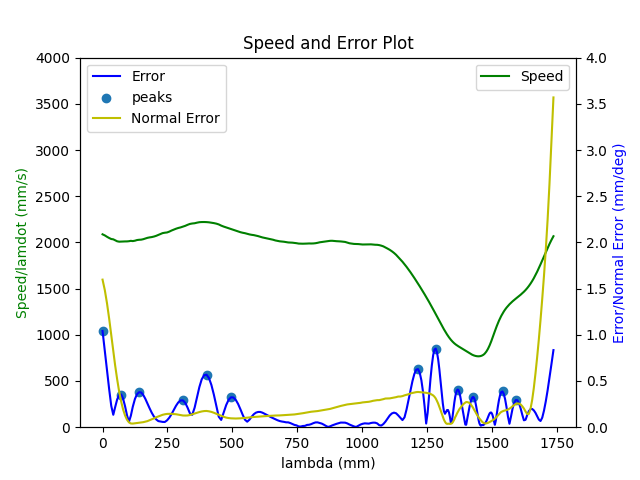 Speed and Error Plot
Error
peaks
Normal Error
Speed
Speed/lamdot (mm/s)
4000
3500
3000
2500
2000
1500
1000
500
0
4.0
3.5
3.0
2.5
2.0
1.5
1.0
0.5
0.0
Error/Normal Error (mm/deg)
0 250 500 750 1000 1250 1500 1750
lambda (mm)